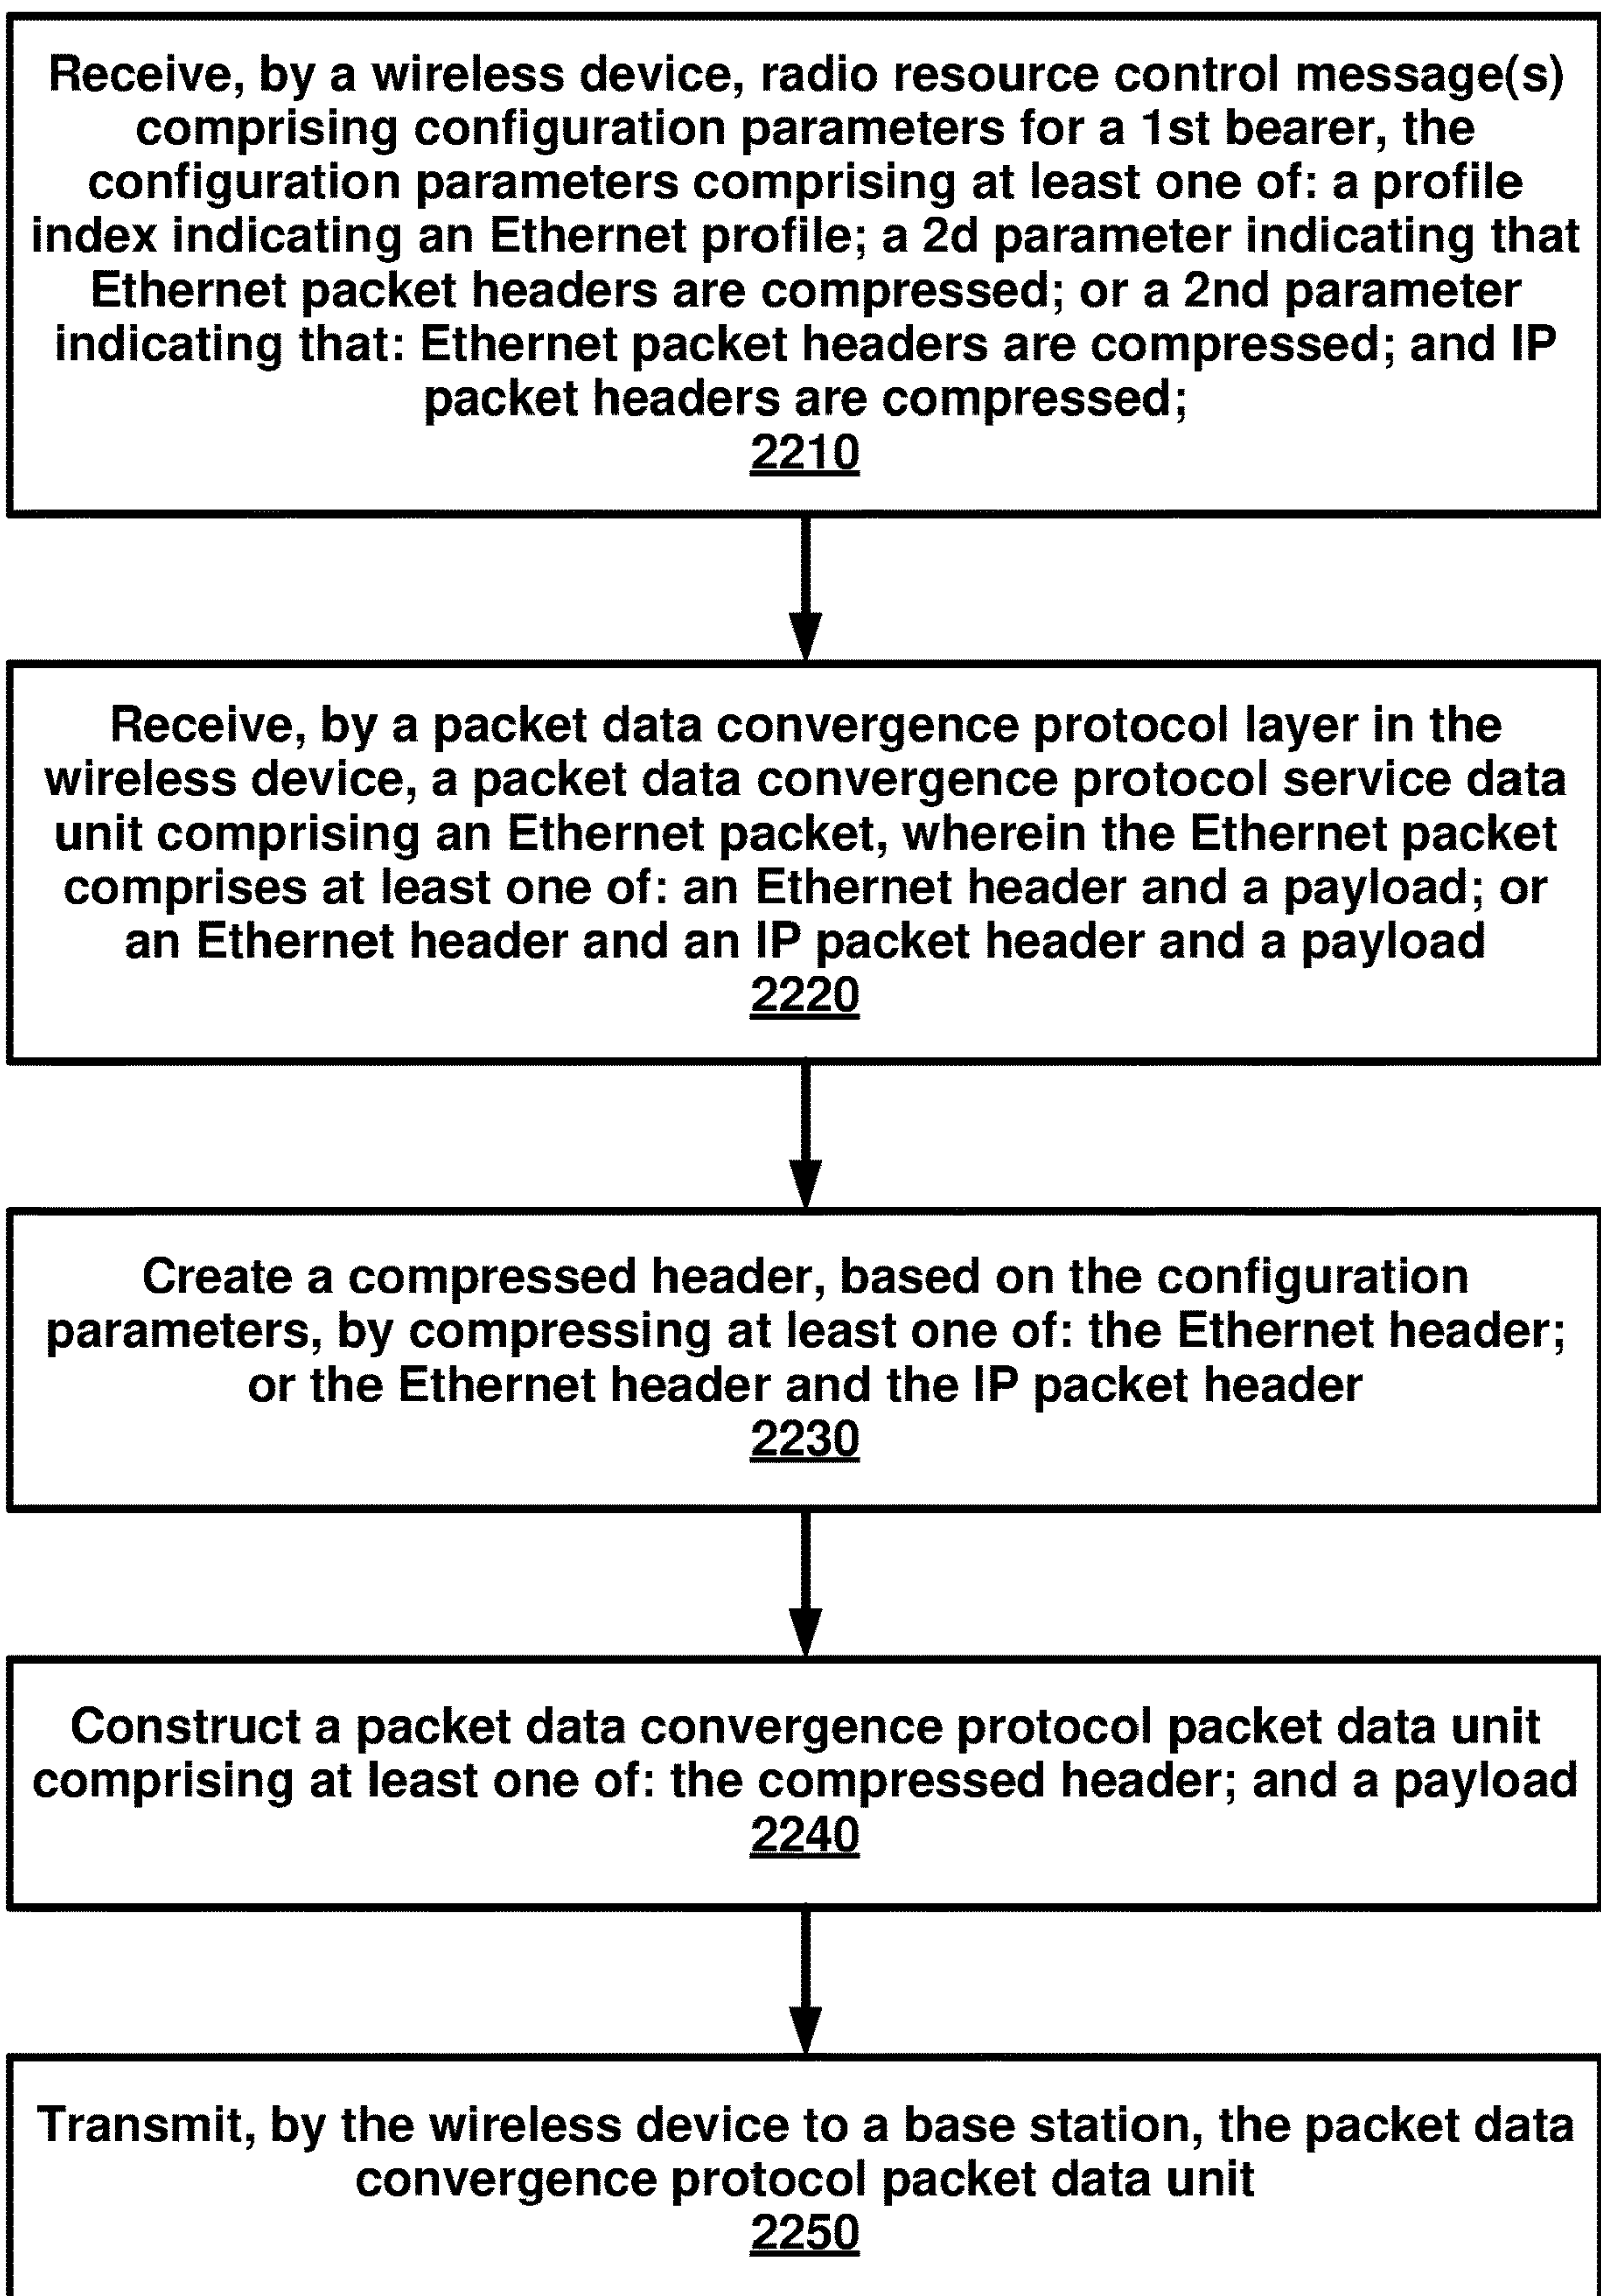 Receive, by a wireless device, radio resource control message(s)
comprising configuration parameters for a 1st bearer, the
configuration parameters comprising at least one of: a profile
index indicating an Ethernet profile; a 2d parameter indicating that
Ethernet packet headers are compressed; or a 2nd parameter
indicating that: Ethernet packet headers are compressed; and IP
packet headers are compressed;
2210
Receive, by a packet data convergence protocol layer in the
wireless device, a packet data convergence protocol service data
unit comprising an Ethernet packet, wherein the Ethernet packet
comprises at least one of: an Ethernet header and a payload; or
an Ethernet header and an IP packet header and a payload
2220
Create a compressed header, based on the configuration
parameters, by compressing at least one of: the Ethernet header;
or the Ethernet header and the IP packet header
2230
Construct a packet data convergence protocol packet data unit
comprising at least one of: the compressed header; and a payload
2240
Transmit, by the wireless device to a base station, the packet data
convergence protocol packet data unit
2250